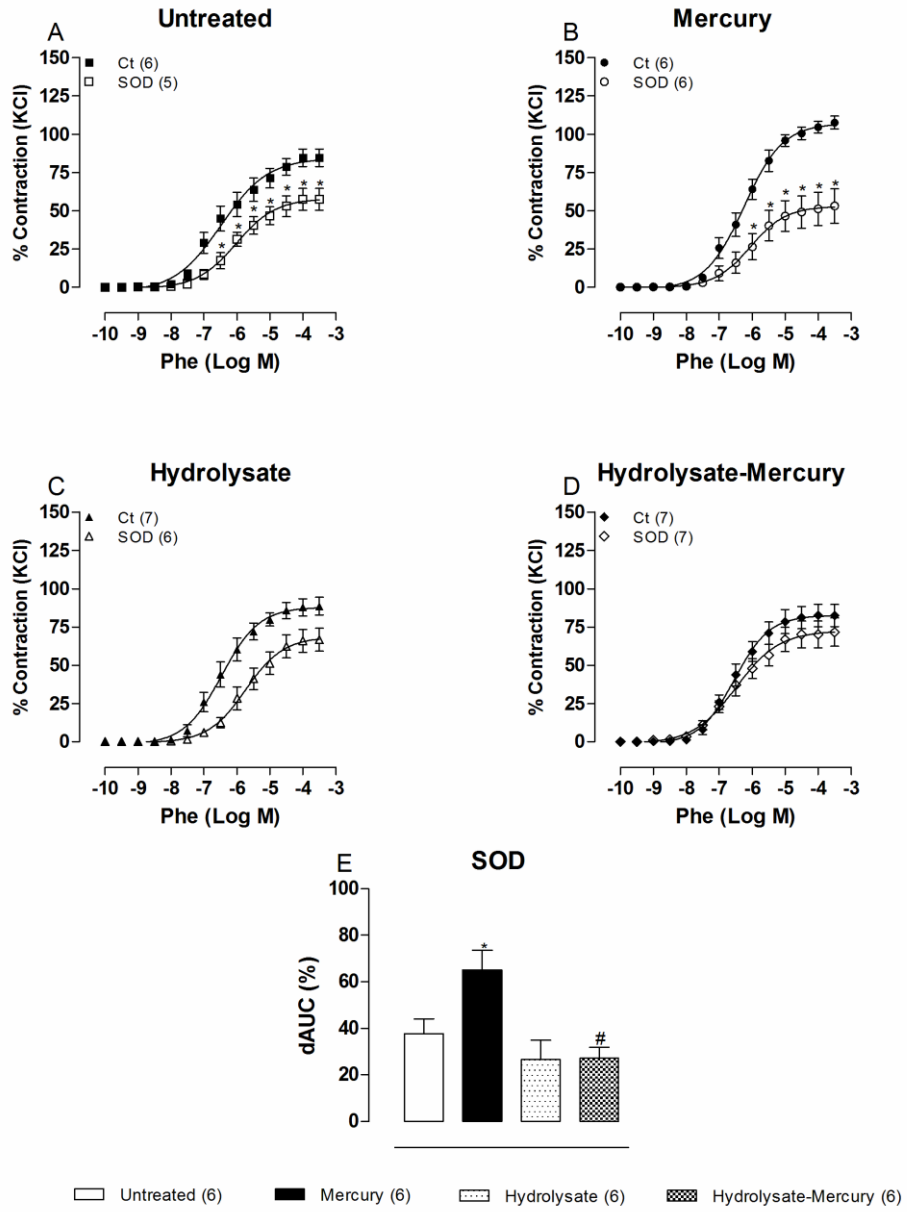 A
Untreated
150
125
100
75
50
25
0
% Contraction (KCl)
Ct (6)
SOD (5)
* * * * * * *
-10 -9 -8 -7 -6 -5 -4 -3
Phe (Log M)
B
Mercury
150
125
100
75
50
25
0
% Contraction (KCl)
Ct (6)
SOD (6)
* * * * * *
-10 -9 -8 -7 -6 -5 -4 -3
Phe (Log M)
C
Hydrolysate
150
125
100
75
50
25
0
% Contraction (KCl)
Ct (7)
SOD (6)
-10 -9 -8 -7 -6 -5 -4 -3
Phe (Log M)
D
Hydrolysate-Mercury
150
125
100
75
50
25
0
% Contraction (KCl)
Ct (7)
SOD (7)
-10 -9 -8 -7 -6 -5 -4 -3
Phe (Log M)
E
SOD
100
80
60
40
20
0
dAUC (%)
*
#
Untreated (6) Mercury (6) Hydrolysate (6) Hydrolysate-Mercury (6)